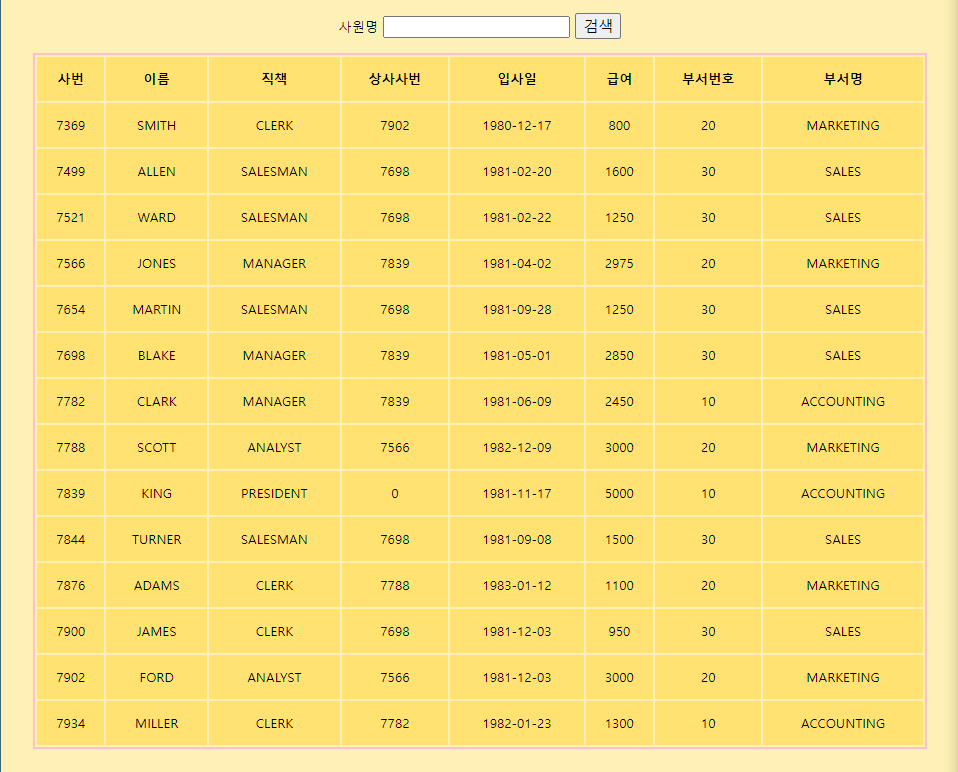 사원명 검색
사번 이름 직책 상사사번 입사일 급여 부서번호 부서명
7369 SMITH CLERK 7902 1980-12-17 800 20 MARKETING
7499 ALLEN SALESMAN 7698 1981-02-20 1600 30 SALES
7521 WARD SALESMAN 7698 1981-02-22 1250 30 SALES
7566 JONES MANAGER 7839 1981-04-02 2975 20 MARKETING
7654 MARTIN SALESMAN 7698 1981-09-28 1250 30 SALES
7698 BLAKE MANAGER 7839 1981-05-01 2850 30 SALES
7782 CLARK MANAGER 7839 1981-06-09 2450 10 ACCOUNTING
7788 SCOTT ANALYST 7566 1982-12-09 3000 20 MARKETING
7839 KING PRESIDENT 0 1981-11-17 5000 10 ACCOUNTING
7844 TURNER SALESMAN 7698 1981-09-08 1500 30 SALES
7876 ADAMS CLERK 7788 1983-01-12 1100 20 MARKETING
7900 JAMES CLERK 7698 1981-12-03 950 30 SALES
7902 FORD ANALYST 7566 1981-12-03 3000 20 MARKETING
7934 MILLER CLERK 7782 1982-01-23 1300 10 ACCOUNTING